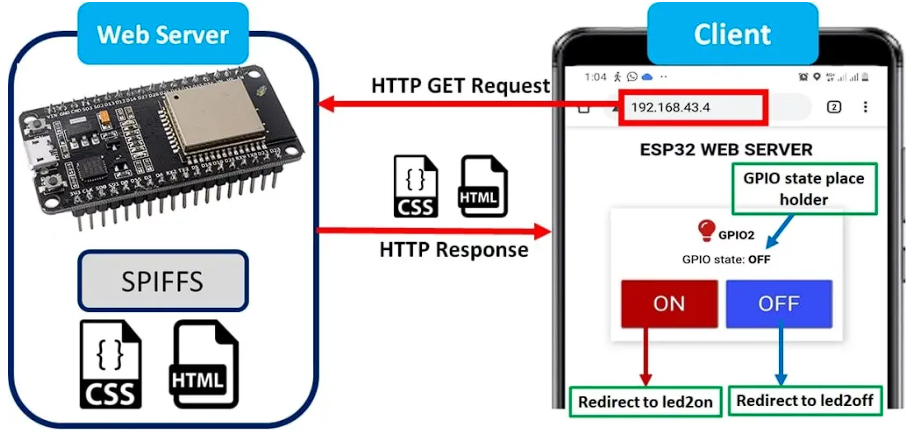 Web Server
Client
HTTP GET Request
1:04
192.168.43.4
2
ESP32 WEB SERVER
GPIO state place
holder
{ }
CSS
HTML
HTTP Response
GPIO2
GPIO state: OFF
ON
OFF
SPIFFS
{ }
CSS
HTML
Redirect to led2on
Redirect to led2off